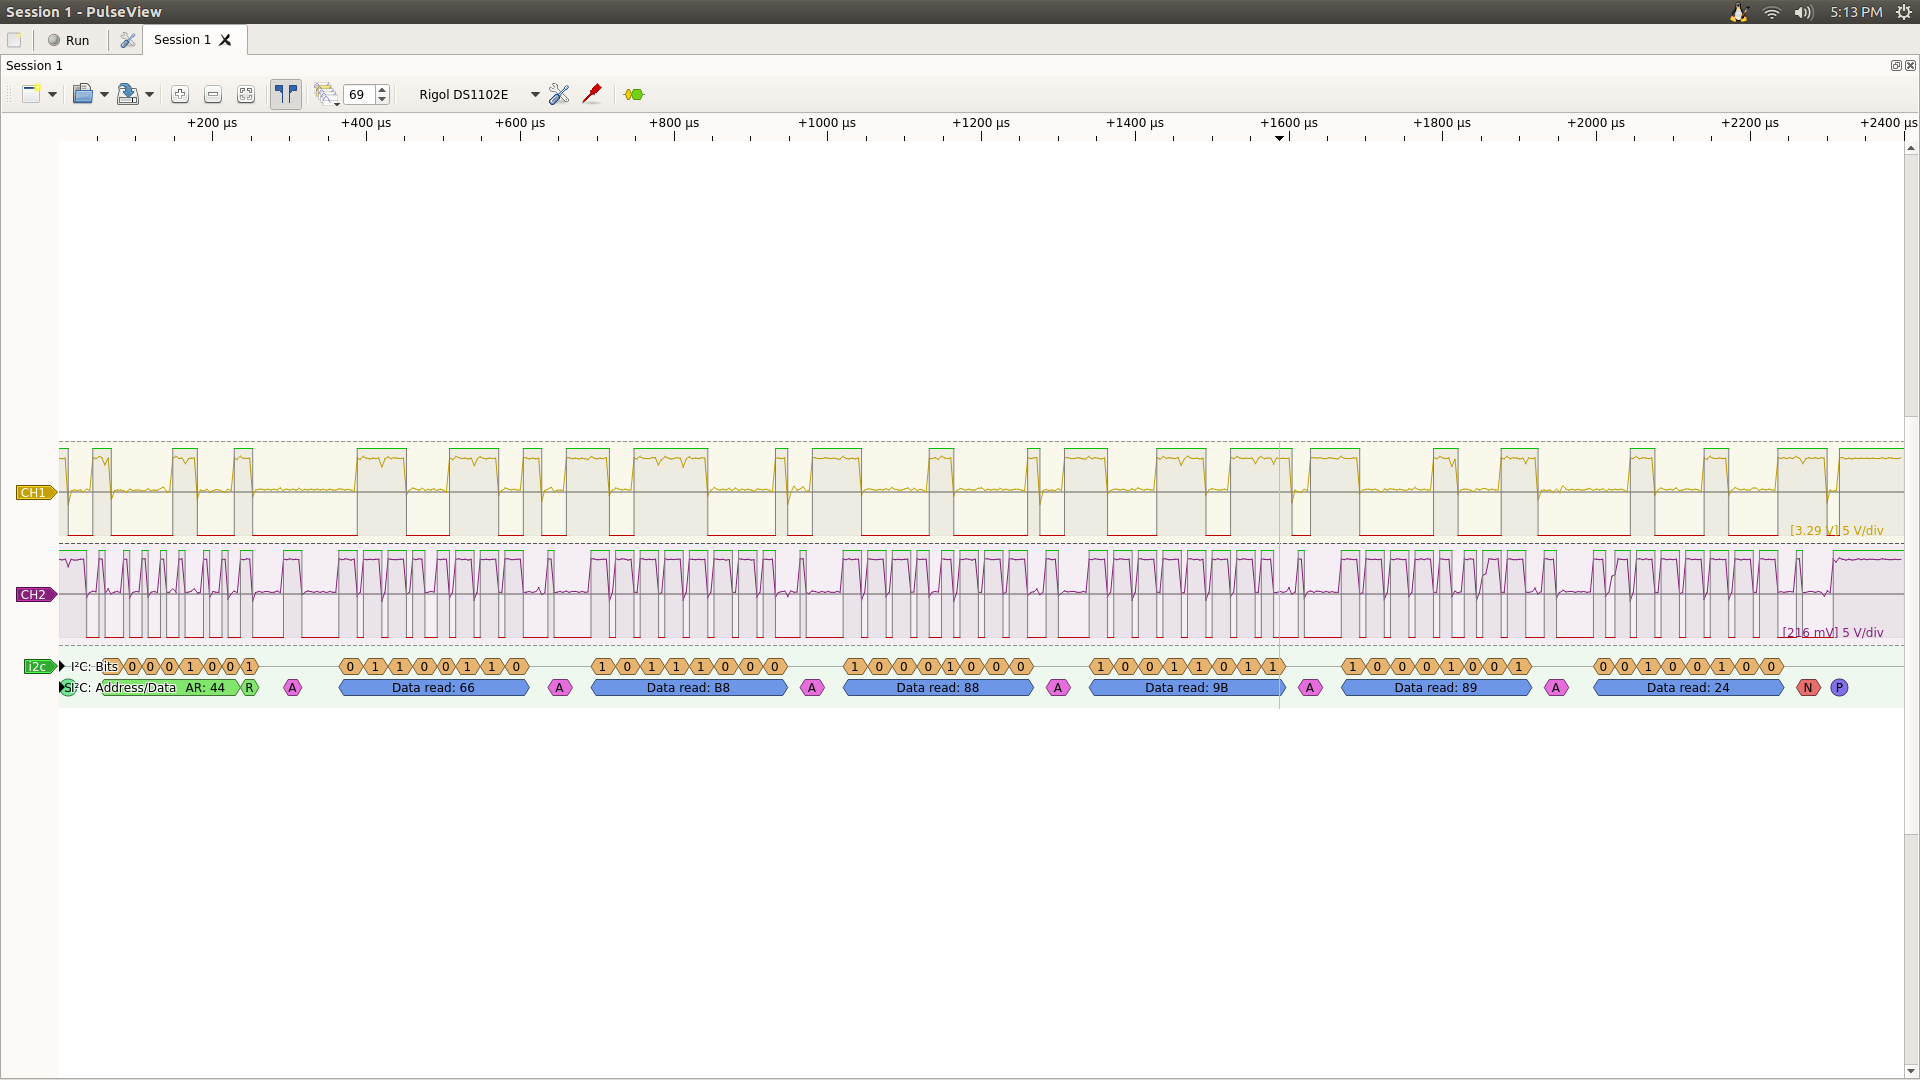 Session 1 - PulseView
5:13 PM
Run
Session 1
Session 1
69
Rigol DS1102E
+200 µs +400 µs +600 µs +800 µs +1000 µs +1200 µs +1400 µs +1600 µs +1800 µs +2000 µs +2200 µs +2400 µs
CH1
[3.29 V] 5 V/div
CH2
[216 mV] 5 V/div
i2c I²C: Bits 0 0 0 1 0 0 1 0 1 1 0 0 1 1 0 1 0 1 1 1 0 0 0 1 0 0 0 1 0 0 0 1 0 0 1 1 0 1 1 1 0 0 0 1 0 0 1 0 0 1 0 0 1 0 0
I²C: Address/Data AR: 44 R A Data read: 66 A Data read: B8 A Data read: 88 A Data read: 9B A Data read: 89 A Data read: 24 N P